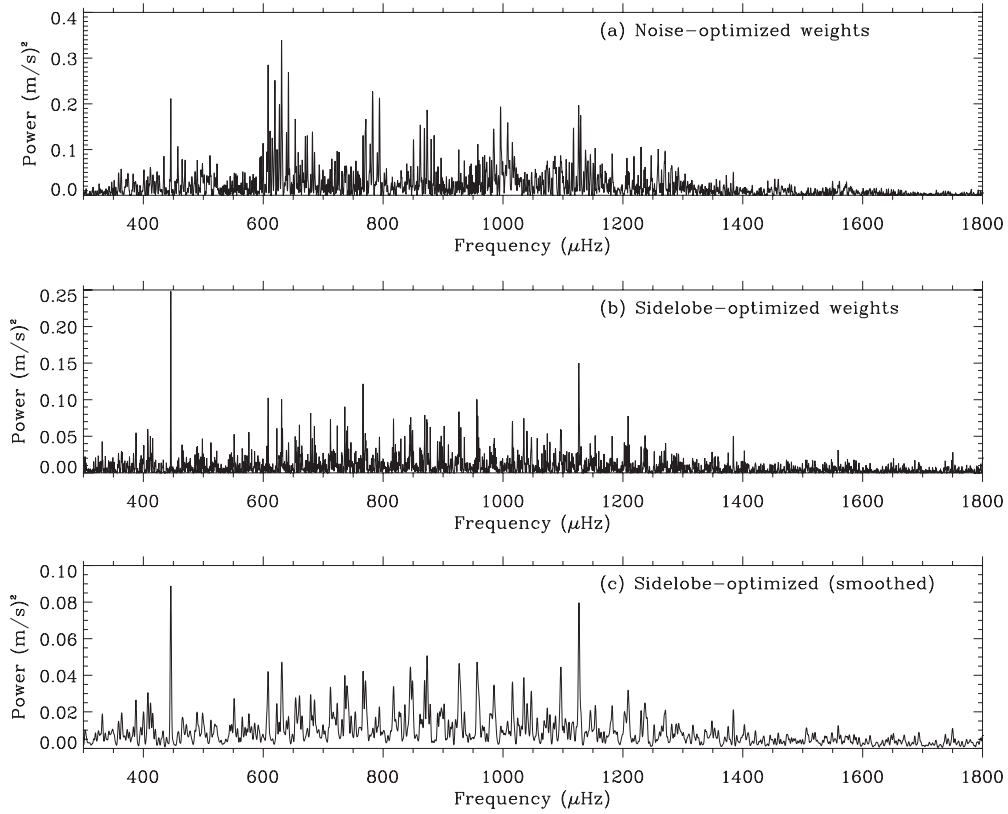 (a) Noise-optimized weights
Power (m/s)²
0.4
0.3
0.2
0.1
0.0
400 600 800 1000 1200 1400 1600 1800
Frequency (μHz)
(b) Sidelobe-optimized weights
Power (m/s)²
0.25
0.20
0.15
0.10
0.05
0.00
400 600 800 1000 1200 1400 1600 1800
Frequency (μHz)
(c) Sidelobe-optimized (smoothed)
Power (m/s)²
0.10
0.08
0.06
0.04
0.02
0.00
400 600 800 1000 1200 1400 1600 1800
Frequency (μHz)